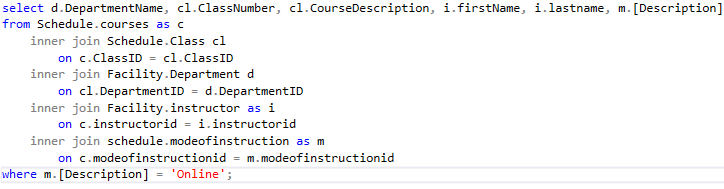 select d.DepartmentName, cl.ClassNumber, cl.CourseDescription, i.firstName, i.lastname, m.[Description]
from Schedule.courses as c
inner join Schedule.Class cl
on c.ClassID = cl.ClassID
inner join Facility.Department d
on cl.DepartmentID = d.DepartmentID
inner join Facility.instructor as i
on c.instructorid = i.instructorid
inner join schedule.modeofinstruction as m
on c.modeofinstructionid = m.modeofinstructionid
where m.[Description] = 'Online';